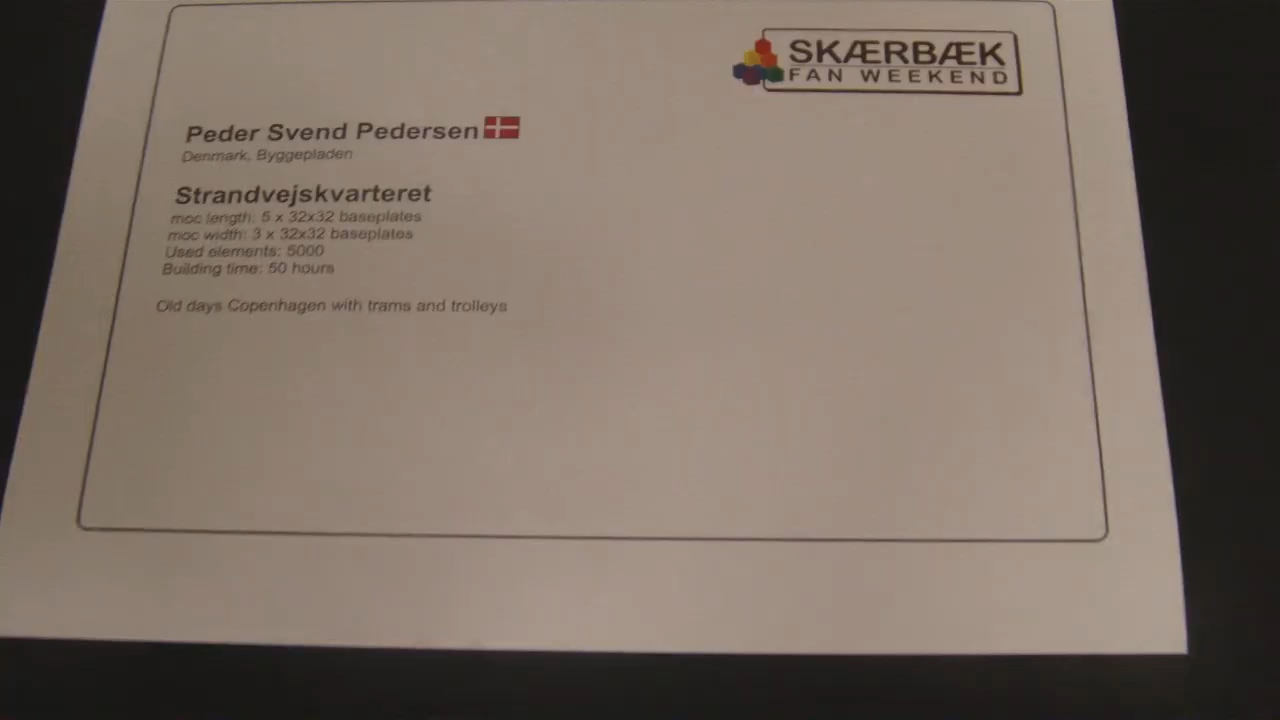 SKÆRBÆK
FAN WEEKEND
Peder Svend Pedersen
Denmark, Byggepladen
Strandvejskvarteret
moc length: 5 x 32x32 baseplates
moc width: 3 x 32x32 baseplates
Used elements: 5000
Building time: 50 hours
Old days Copenhagen with trams and trolleys